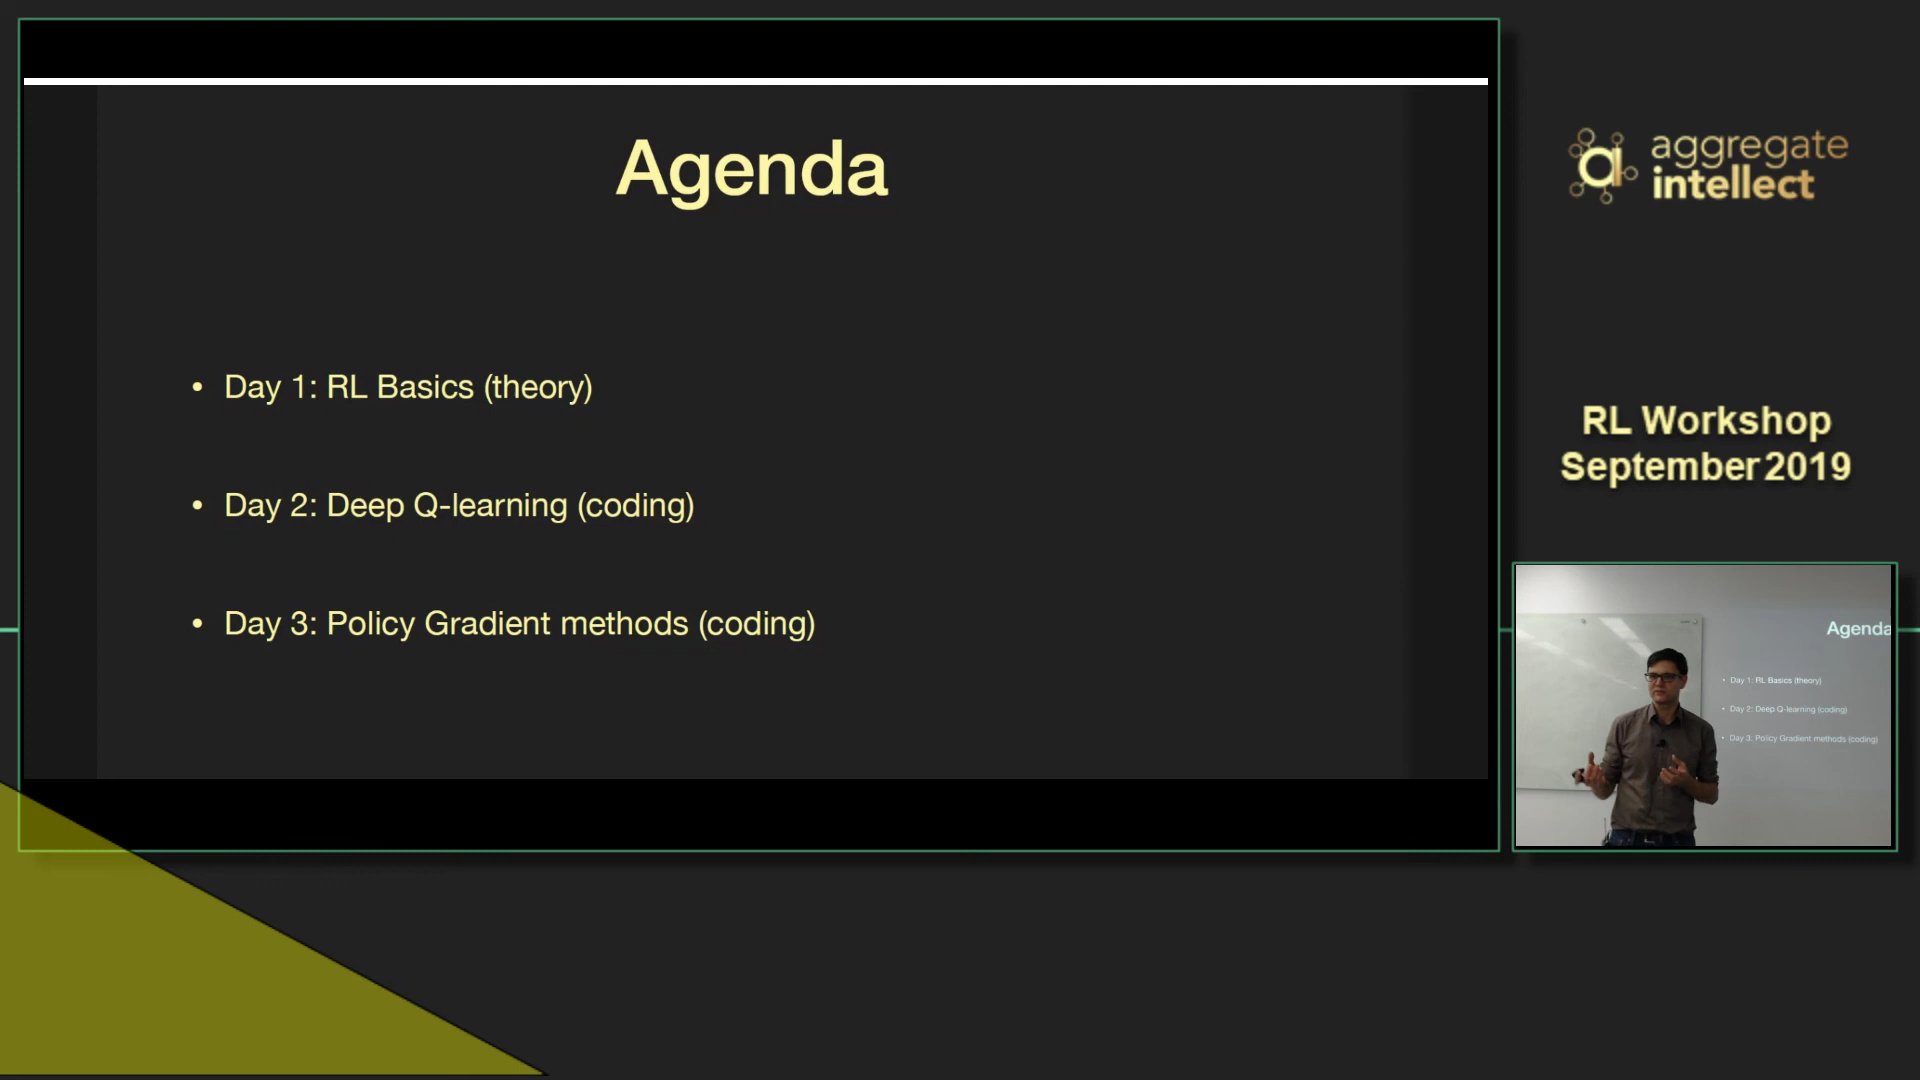 Agenda
• Day 1: RL Basics (theory)
• Day 2: Deep Q-learning (coding)
• Day 3: Policy Gradient methods (coding)
aggregate
intellect
RL Workshop
September 2019
Agenda
• Day 1: RL Basics (theory)
• Day 2: Deep Q-learning (coding)
• Day 3: Policy Gradient methods (coding)